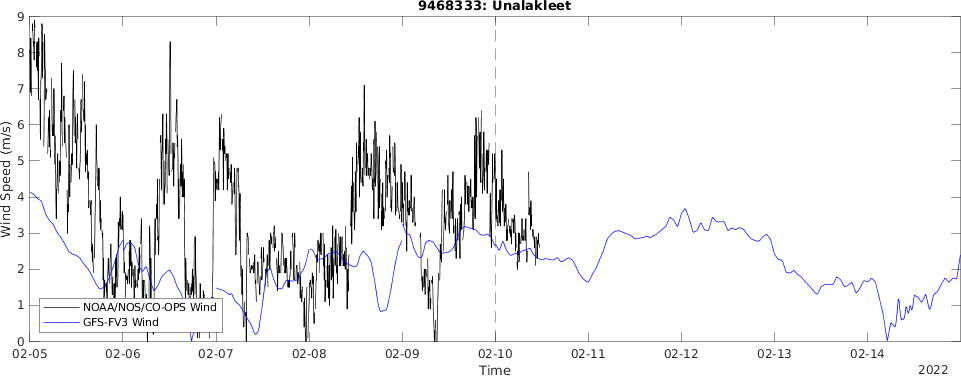 9468333: Unalakleet
9
8
7
6
5
4
3
2
1
0
Wind Speed (m/s)
NOAA/NOS/CO-OPS Wind
GFS-FV3 Wind
02-05 02-06 02-07 02-08 02-09 02-10 02-11 02-12 02-13 02-14
Time
2022